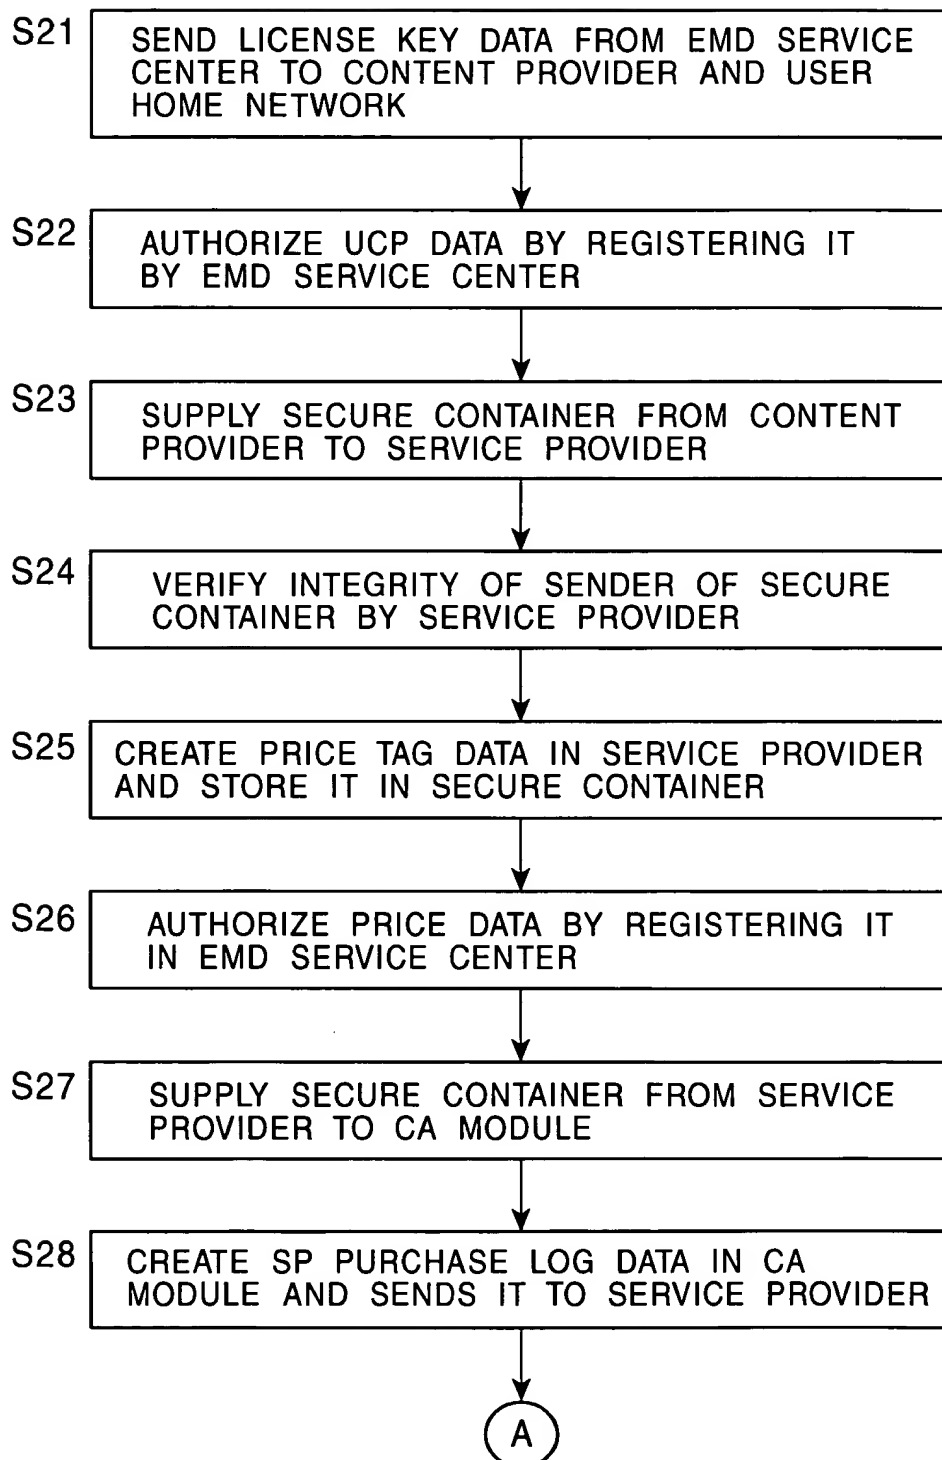 S21
SEND LICENSE KEY DATA FROM EMD SERVICE
CENTER TO CONTENT PROVIDER AND USER
HOME NETWORK
S22
AUTHORIZE UCP DATA BY REGISTERING IT
BY EMD SERVICE CENTER
S23
SUPPLY SECURE CONTAINER FROM CONTENT
PROVIDER TO SERVICE PROVIDER
S24
VERIFY INTEGRITY OF SENDER OF SECURE
CONTAINER BY SERVICE PROVIDER
S25
CREATE PRICE TAG DATA IN SERVICE PROVIDER
AND STORE IT IN SECURE CONTAINER
S26
AUTHORIZE PRICE DATA BY REGISTERING IT
IN EMD SERVICE CENTER
S27
SUPPLY SECURE CONTAINER FROM SERVICE
PROVIDER TO CA MODULE
S28
CREATE SP PURCHASE LOG DATA IN CA
MODULE AND SENDS IT TO SERVICE PROVIDER
A